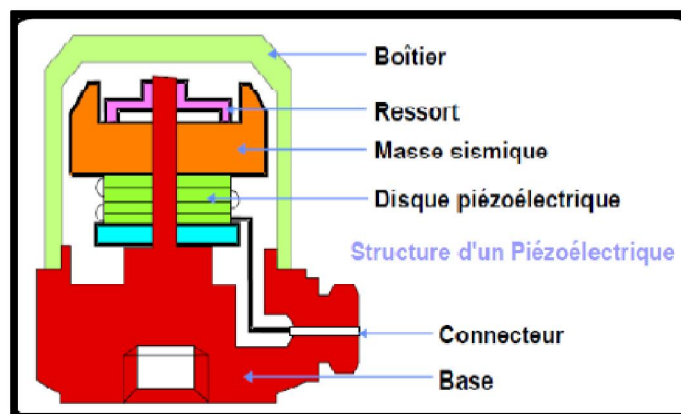 Boîtier
Ressort
Masse sismique
Disque piézoélectrique
Structure d'un Piézoélectrique
Connecteur
Base